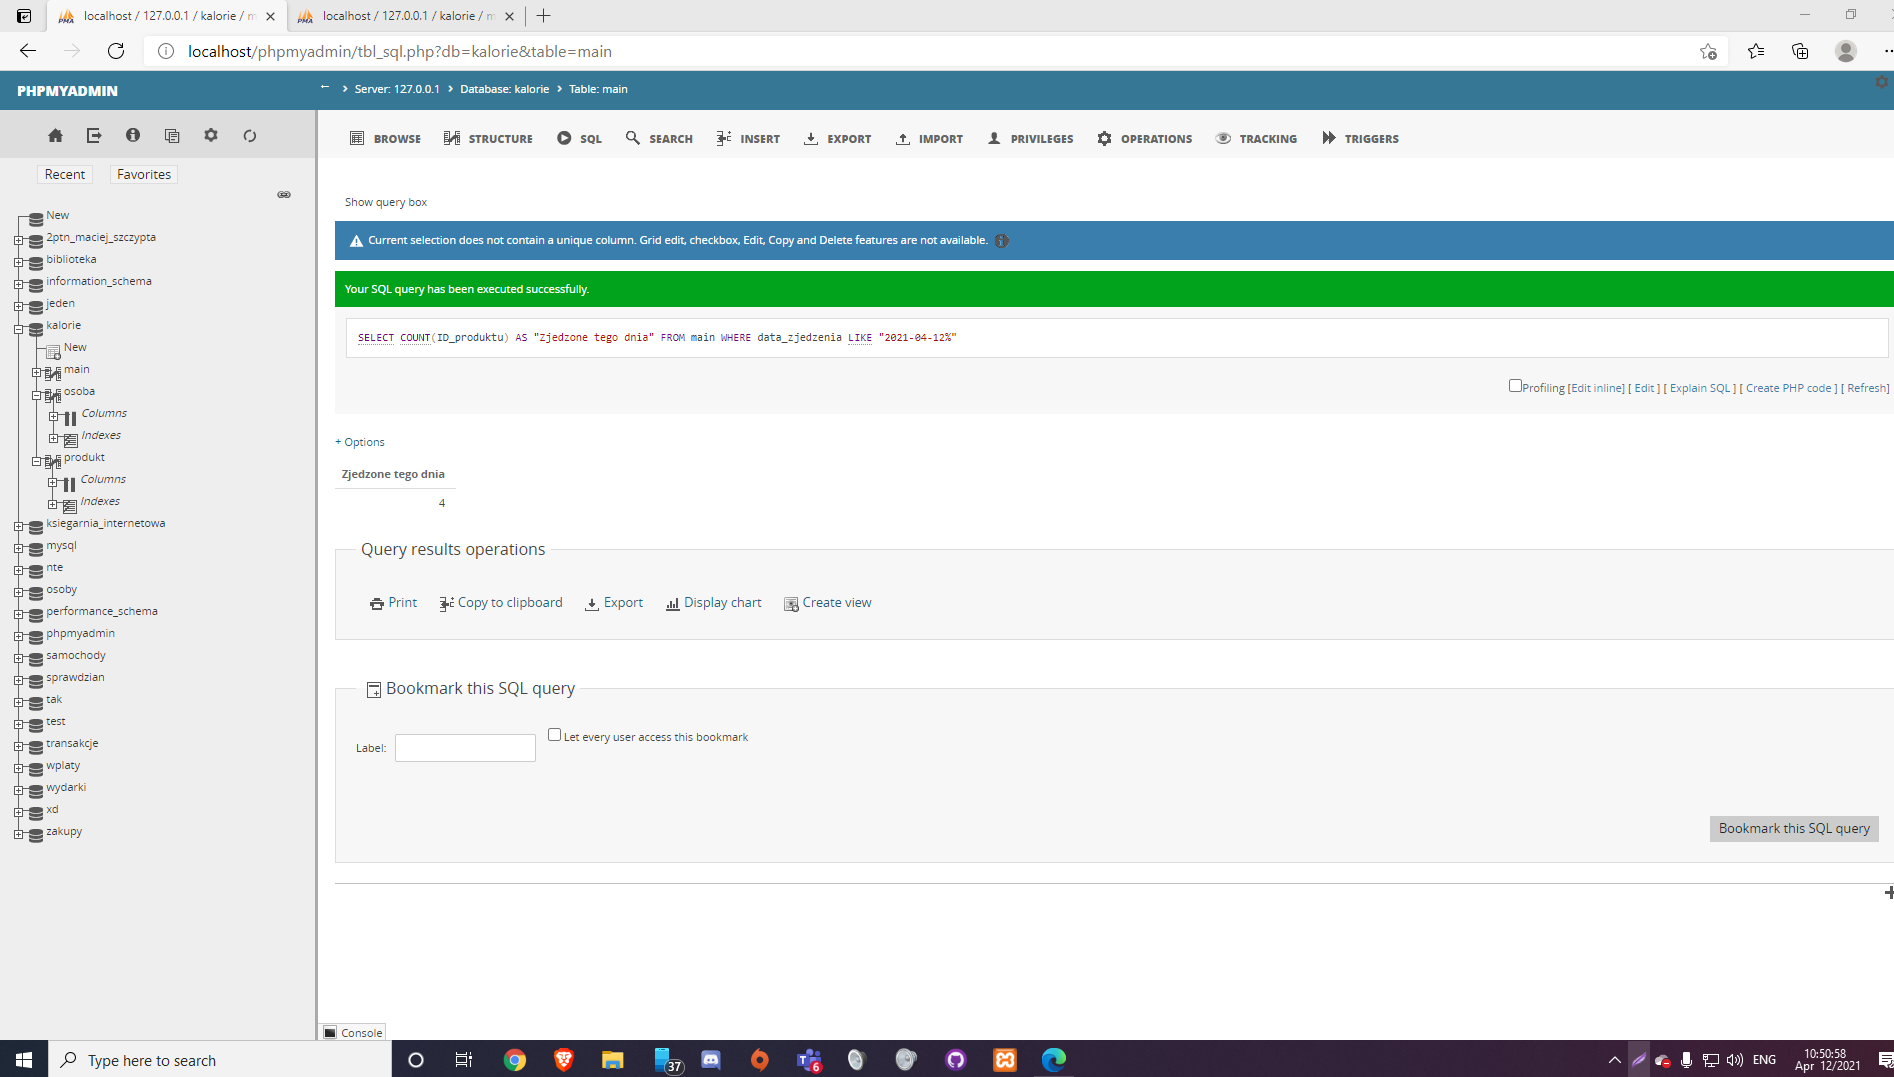 localhost / 127.0.0.1 / kalorie / m
localhost / 127.0.0.1 / kalorie / m
localhost/phpmyadmin/tbl_sql.php?db=kalorie&table=main
PHPMYADMIN
Server: 127.0.0.1 Database: kalorie Table: main
BROWSE STRUCTURE SQL SEARCH INSERT EXPORT IMPORT PRIVILEGES OPERATIONS TRACKING TRIGGERS
Recent Favorites
New
2ptn_maciej_szczypta
biblioteka
information_schema
jeden
kalorie
New
main
osoba
Columns
Indexes
produkt
Columns
Indexes
ksiegarnia_internetowa
mysql
nte
osoby
performance_schema
phpmyadmin
samochody
sprawdzian
tak
test
transakcje
wplaty
wydarki
xd
zakupy
Show query box
Current selection does not contain a unique column. Grid edit, checkbox, Edit, Copy and Delete features are not available.
Your SQL query has been executed successfully.
SELECT COUNT(ID_produktu) AS "Zjedzone tego dnia" FROM main WHERE data_zjedzenia LIKE "2021-04-12%"
Profiling [Edit inline] [ Edit ] [ Explain SQL ] [ Create PHP code ] [ Refresh]
+ Options
Zjedzone tego dnia
4
Query results operations
Print Copy to clipboard Export Display chart Create view
Bookmark this SQL query
Label: Let every user access this bookmark
Bookmark this SQL query
Console
Type here to search
37
6
ENG
10:50:58
Apr 12/2021